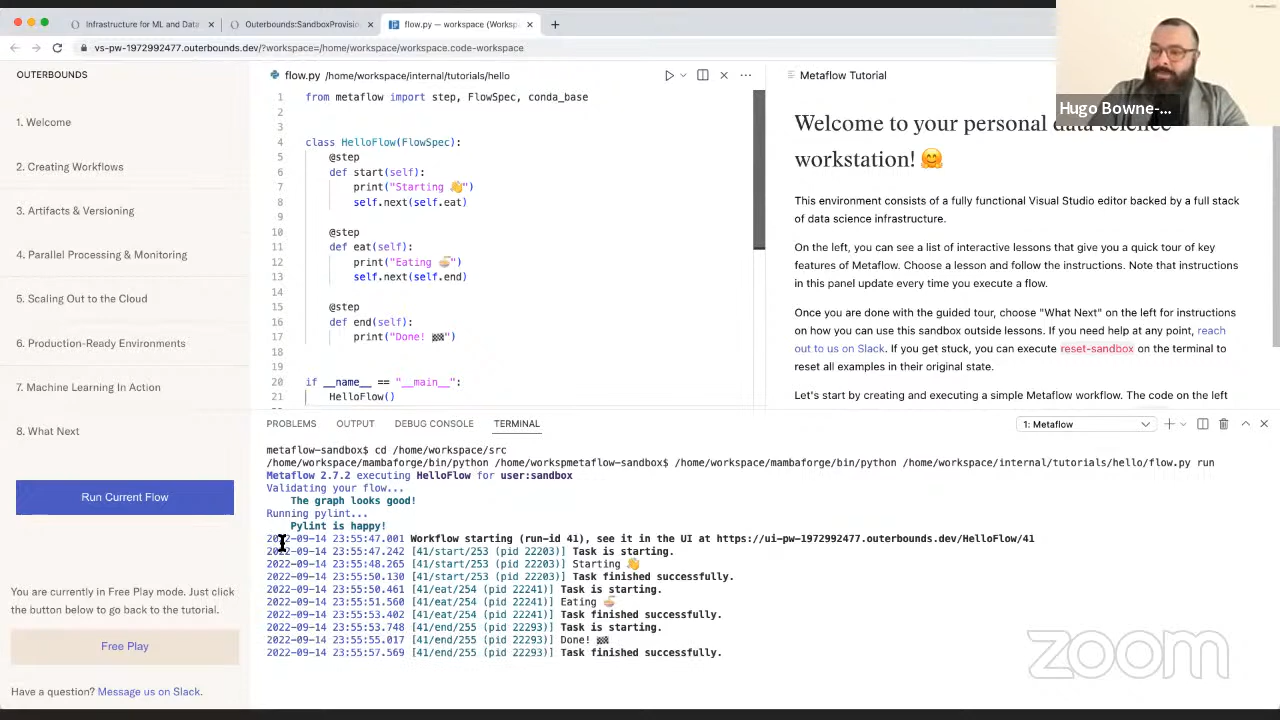 Infrastructure for ML and Data
Outerbounds:SandboxProvision
flow.py — workspace (Works
vs-pw-1972992477.outerbounds.dev/?workspace=/home/workspace/workspace.code-workspace
Hugo Bowne-...
OUTERBOUNDS
1. Welcome
2. Creating Workflows
3. Artifacts & Versioning
4. Parallel Processing & Monitoring
5. Scaling Out to the Cloud
6. Production-Ready Environments
7. Machine Learning In Action
8. What Next
Run Current Flow
You are currently in Free Play mode. Just click
the button below to go back to the tutorial.
Free Play
Have a question? Message us on Slack.
flow.py /home/workspace/internal/tutorials/hello
1 from metaflow import step, FlowSpec, conda_base
2
3
4 class HelloFlow(FlowSpec):
5 @step
6 def start(self):
7 print("Starting 👋")
8 self.next(self.eat)
9
10 @step
11 def eat(self):
12 print("Eating 🍜")
13 self.next(self.end)
14
15 @step
16 def end(self):
17 print("Done! 🏁")
18
19
20 if __name__ == "__main__":
21 HelloFlow()
Metaflow Tutorial
Welcome to your personal data science
workstation! 🤗
This environment consists of a fully functional Visual Studio editor backed by a full stack
of data science infrastructure.
On the left, you can see a list of interactive lessons that give you a quick tour of key
features of Metaflow. Choose a lesson and follow the instructions. Note that instructions
in this panel update every time you execute a flow.
Once you are done with the guided tour, choose "What Next" on the left for instructions
on how you can use this sandbox outside lessons. If you need help at any point, reach
out to us on Slack. If you get stuck, you can execute reset-sandbox on the terminal to
reset all examples in their original state.
Let's start by creating and executing a simple Metaflow workflow. The code on the left
PROBLEMS OUTPUT DEBUG CONSOLE TERMINAL
1: Metaflow
metaflow-sandbox$ cd /home/workspace/src
/home/workspace/mambaforge/bin/python /home/workspmetaflow-sandbox$ /home/workspace/mambaforge/bin/python /home/workspace/internal/tutorials/hello/flow.py run
Metaflow 2.7.2 executing HelloFlow for user:sandbox
Validating your flow...
The graph looks good!
Running pylint...
Pylint is happy!
2022-09-14 23:55:47.001 Workflow starting (run-id 41), see it in the UI at https://ui-pw-1972992477.outerbounds.dev/HelloFlow/41
2022-09-14 23:55:47.242 [41/start/253 (pid 22203)] Task is starting.
2022-09-14 23:55:48.265 [41/start/253 (pid 22203)] Starting 👋
2022-09-14 23:55:50.130 [41/start/253 (pid 22203)] Task finished successfully.
2022-09-14 23:55:50.461 [41/eat/254 (pid 22241)] Task is starting.
2022-09-14 23:55:51.560 [41/eat/254 (pid 22241)] Eating 🍜
2022-09-14 23:55:53.402 [41/eat/254 (pid 22241)] Task finished successfully.
2022-09-14 23:55:53.748 [41/end/255 (pid 22293)] Task is starting.
2022-09-14 23:55:55.017 [41/end/255 (pid 22293)] Done! 🏁
2022-09-14 23:55:57.569 [41/end/255 (pid 22293)] Task finished successfully.
zoom